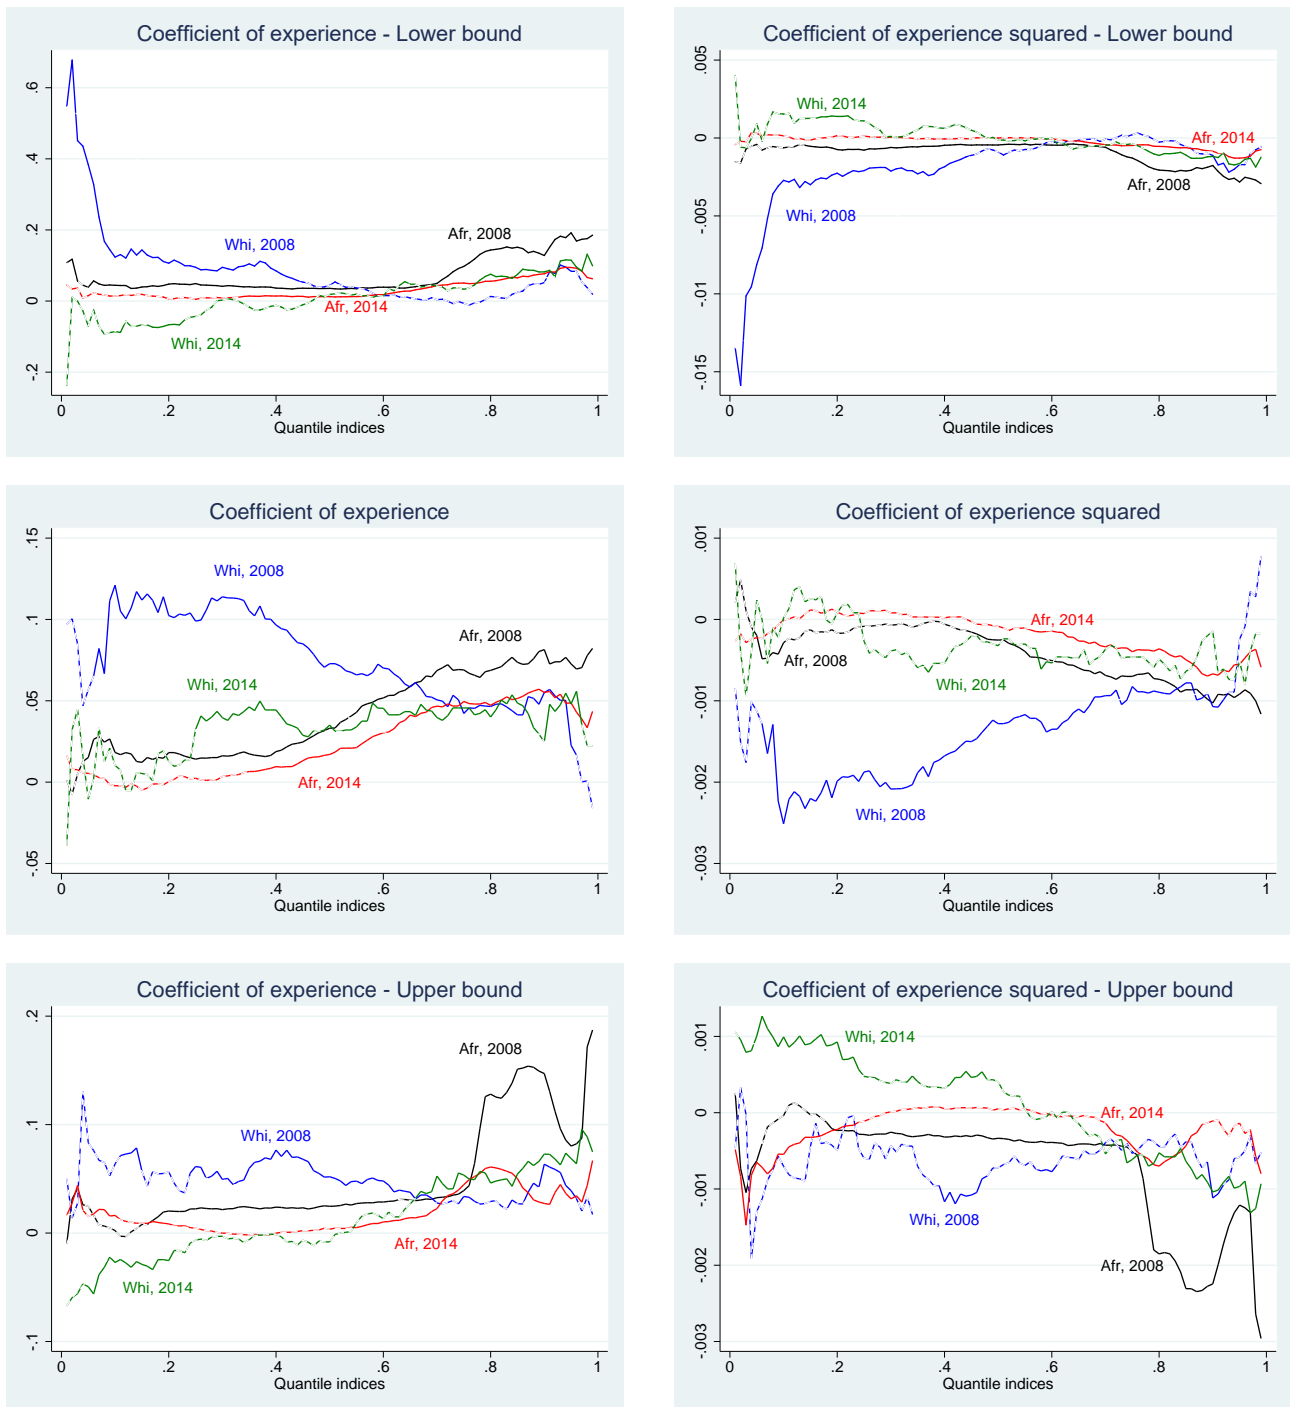 Coefficient of experience - Lower bound
.6
.4
.2
0
-.2
Whi, 2008
Afr, 2008
Afr, 2014
Whi, 2014
0 .2 .4 .6 .8 1
Quantile indices
Coefficient of experience squared - Lower bound
.005
0
-.005
-.01
-.015
Whi, 2014
Afr, 2014
Afr, 2008
Whi, 2008
0 .2 .4 .6 .8 1
Quantile indices
Coefficient of experience
.15
.1
.05
0
-.05
Whi, 2008
Afr, 2008
Whi, 2014
Afr, 2014
0 .2 .4 .6 .8 1
Quantile indices
Coefficient of experience squared
.001
0
-.001
-.002
-.003
Afr, 2014
Afr, 2008
Whi, 2014
Whi, 2008
0 .2 .4 .6 .8 1
Quantile indices
Coefficient of experience - Upper bound
.2
.1
0
-.1
Afr, 2008
Whi, 2008
Afr, 2014
Whi, 2014
0 .2 .4 .6 .8 1
Quantile indices
Coefficient of experience squared - Upper bound
.001
0
-.001
-.002
-.003
Whi, 2014
Afr, 2014
Whi, 2008
Afr, 2008
0 .2 .4 .6 .8 1
Quantile indices